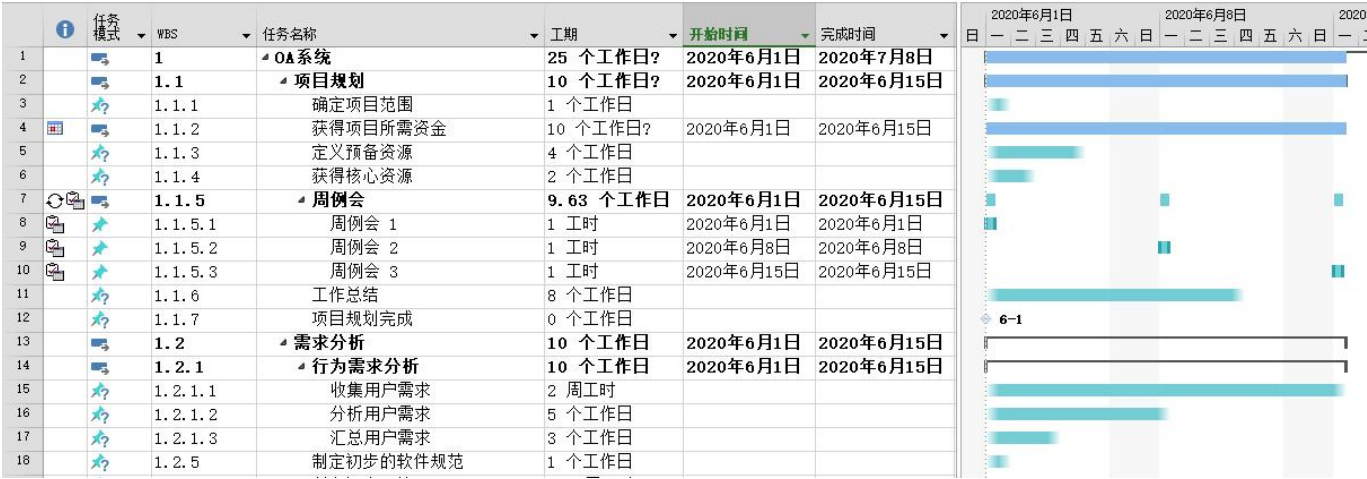 2020年6月1日 2020年6月8日 2020
任务模式 WBS 任务名称 工期 开始时间 完成时间 日 一 二 三 四 五 六 日 一 二 三 四 五 六 日 一
1 1 OA系统 25 个工作日? 2020年6月1日 2020年7月8日
2 1.1 项目规划 10 个工作日? 2020年6月1日 2020年6月15日
3 1.1.1 确定项目范围 1 个工作日
4 1.1.2 获得项目所需资金 10 个工作日? 2020年6月1日 2020年6月15日
5 1.1.3 定义预备资源 4 个工作日
6 1.1.4 获得核心资源 2 个工作日
7 1.1.5 周例会 9.63 个工作日 2020年6月1日 2020年6月15日
8 1.1.5.1 周例会 1 1 工时 2020年6月1日 2020年6月1日
9 1.1.5.2 周例会 2 1 工时 2020年6月8日 2020年6月8日
10 1.1.5.3 周例会 3 1 工时 2020年6月15日 2020年6月15日
11 1.1.6 工作总结 8 个工作日
12 1.1.7 项目规划完成 0 个工作日 6-1
13 1.2 需求分析 10 个工作日 2020年6月1日 2020年6月15日
14 1.2.1 行为需求分析 10 个工作日 2020年6月1日 2020年6月15日
15 1.2.1.1 收集用户需求 2 周工时
16 1.2.1.2 分析用户需求 5 个工作日
17 1.2.1.3 汇总用户需求 3 个工作日
18 1.2.5 制定初步的软件规范 1 个工作日